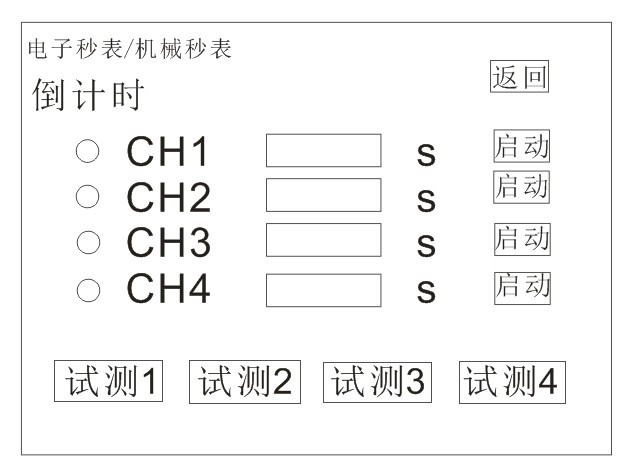 电子秒表/机械秒表
返回
倒计时
CH1 s 启动
CH2 s 启动
CH3 s 启动
CH4 s 启动
试测1 试测2 试测3 试测4